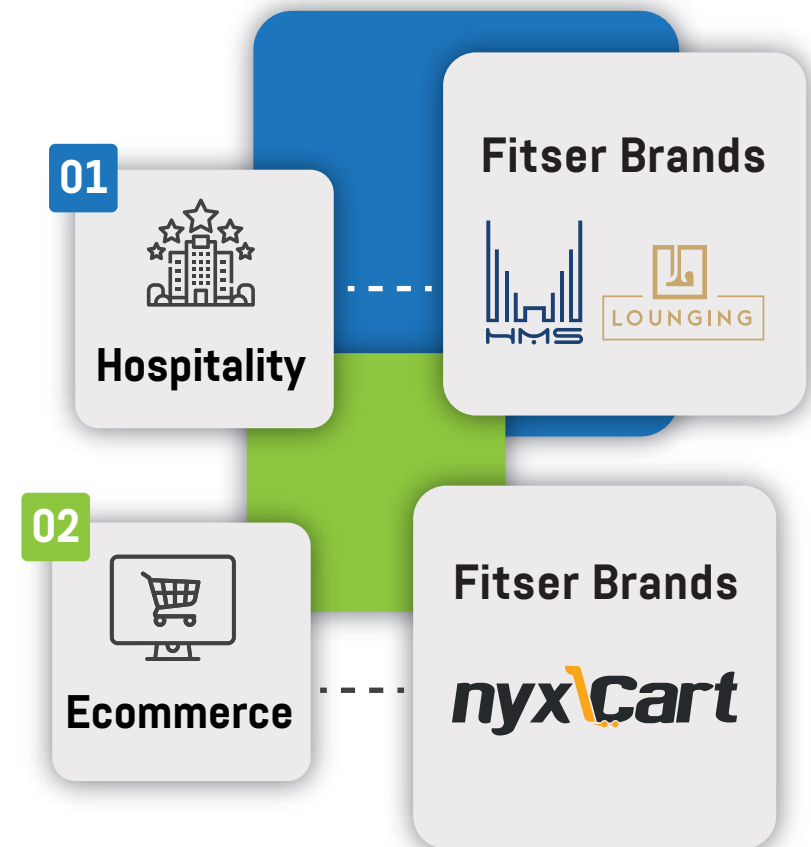 01
Hospitality
Fitser Brands
HMS
LOUNGING
02
Ecommerce
Fitser Brands
nyxCart